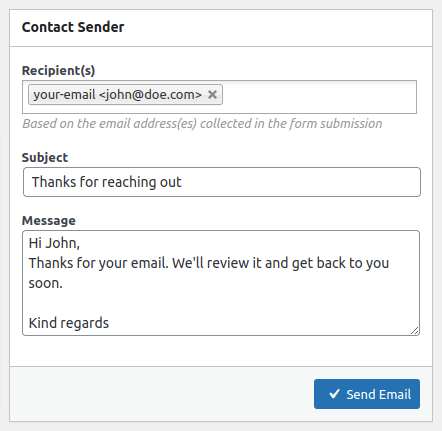 Contact Sender
Recipient(s)
your-email <john@doe.com> ×
Based on the email address(es) collected in the form submission
Subject
Thanks for reaching out
Message
Hi John,
Thanks for your email. We'll review it and get back to you
soon.
Kind regards
✔ Send Email